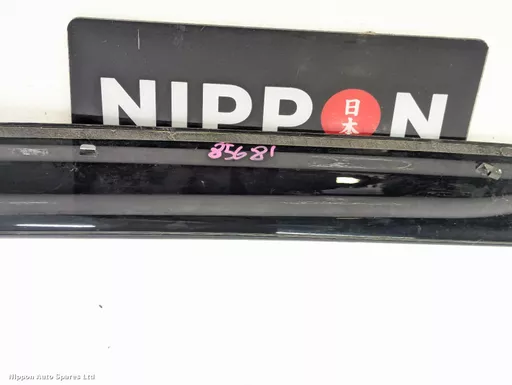 NIPPON
日本
85681
Nippon Auto Spares Ltd